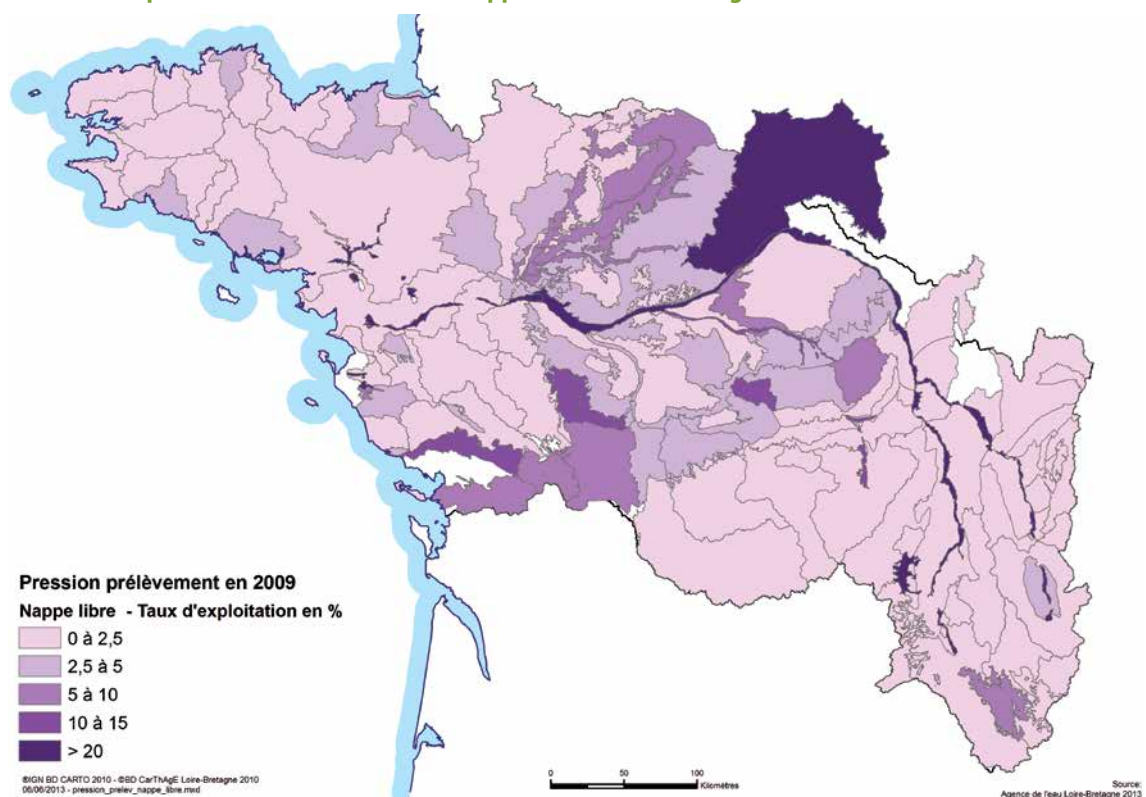 Pression prélèvement en 2009
Nappe libre - Taux d'exploitation en %
0 à 2,5
2,5 à 5
5 à 10
10 à 15
> 20
©IGN BD CARTO 2010 - ©BD CarThAgE Loire-Bretagne 2010
06/06/2013 - pression_prelev_nappe_libre.mxd
0 50 100
Kilomètres
Source:
Agence de l'eau Loire-Bretagne 2013